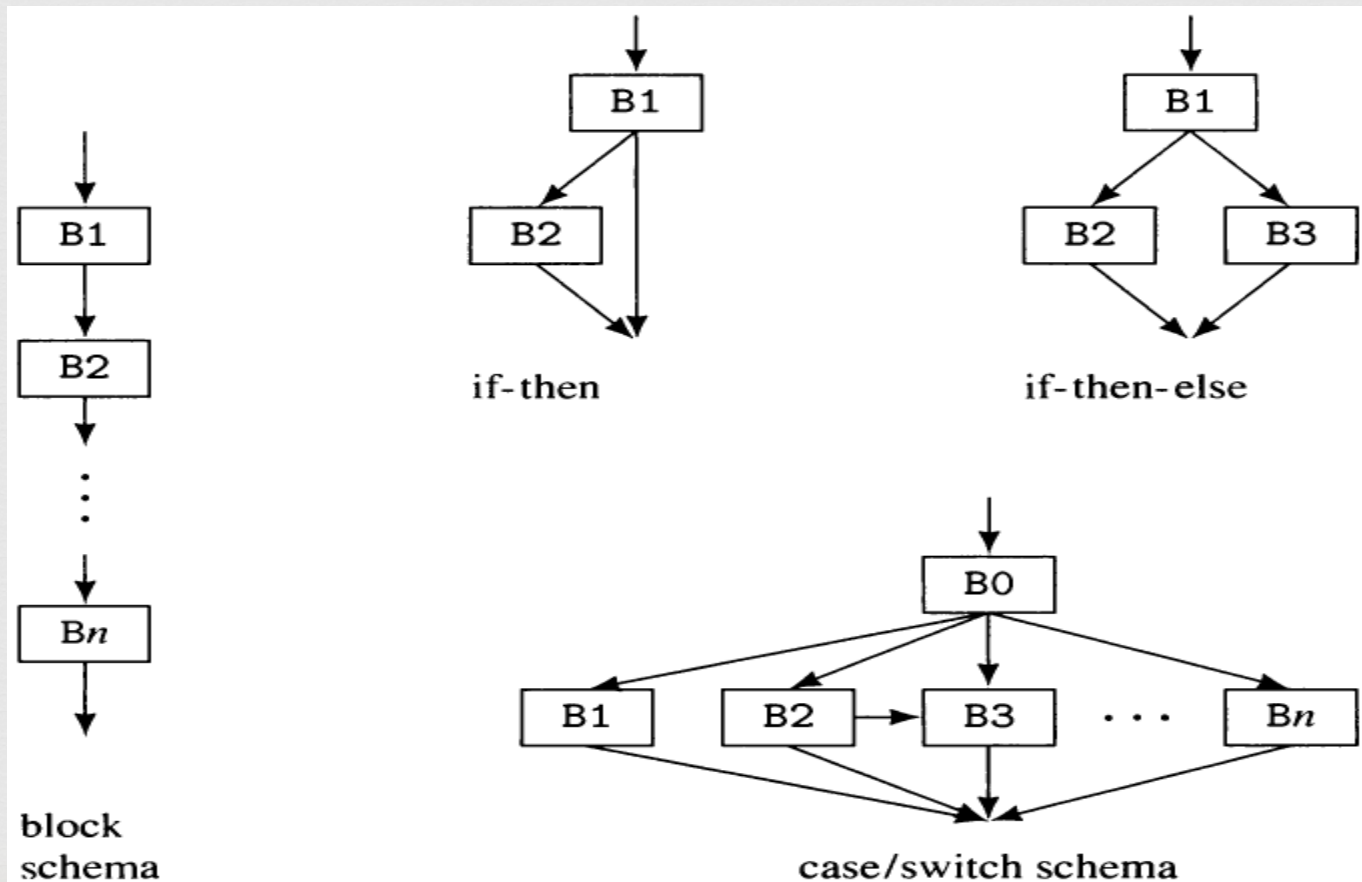 B1
B2
⋮
Bn
block
schema
B1
B2
if-then
B1
B2 B3
if-then-else
B0
B1 B2 B3 · · · Bn
case/switch schema